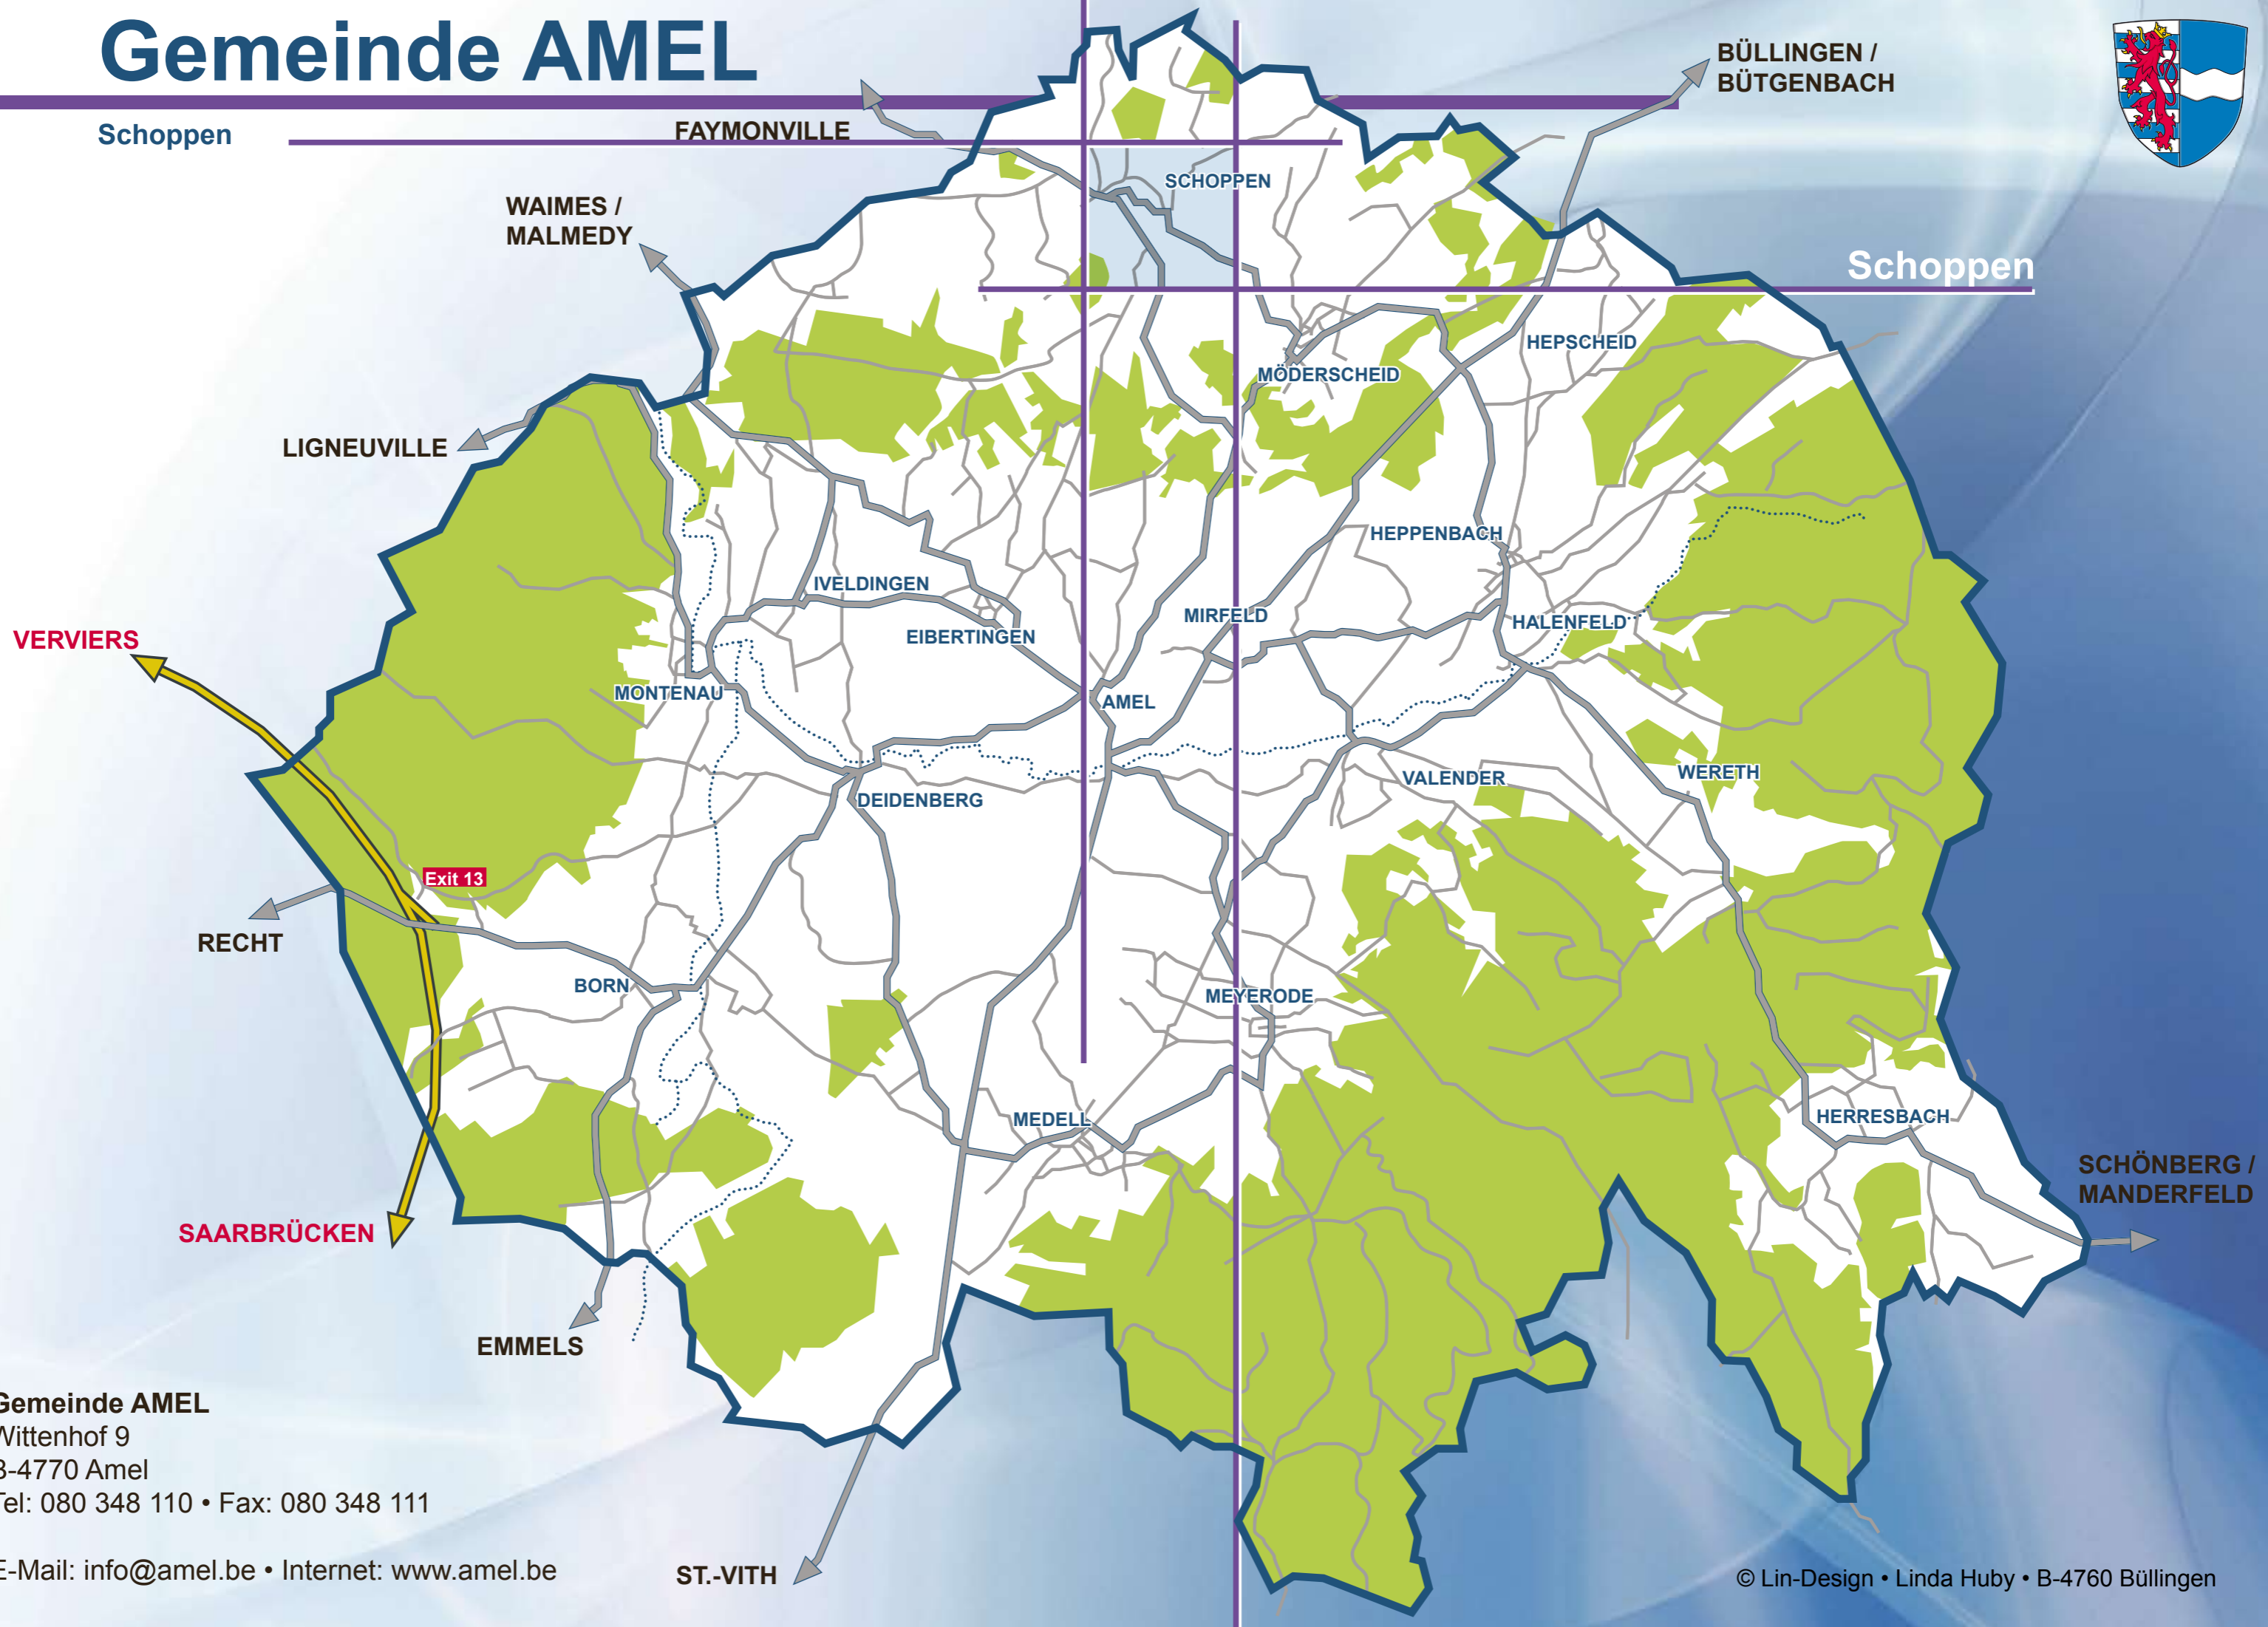 Gemeinde AMEL
BÜLLINGEN /
BÜTGENBACH
Schoppen
FAYMONVILLE
SCHOPPEN
WAIMES /
MALMEDY
Schoppen
HEPSCHEID
MÖDERSCHEID
LIGNEUVILLE
HEPPENBACH
IVELDINGEN
MIRFELD
HALENFELD
EIBERTINGEN
VERVIERS
MONTENAU
AMEL
WERETH
VALENDER
DEIDENBERG
Exit 13
RECHT
BORN
MEYERODE
MEDELL
HERRESBACH
SCHÖNBERG /
MANDERFELD
SAARBRÜCKEN
EMMELS
Gemeinde AMEL
Wittenhof 9
B-4770 Amel
Tel: 080 348 110 • Fax: 080 348 111
E-Mail: info@amel.be • Internet: www.amel.be
ST.-VITH
© Lin-Design • Linda Huby • B-4760 Büllingen